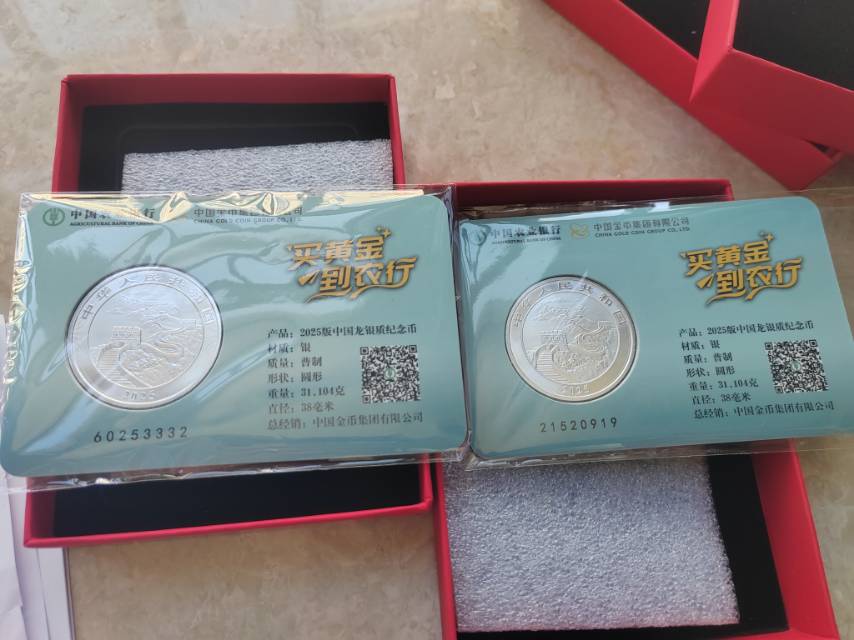 中国农业银行
AGRICULTURAL BANK OF CHINA
中国金币集团有限公司
CHINA GOLD COIN GROUP CO., LTD.
买黄金
到农行
中华人民共和国
2025
产品：2025版中国龙银质纪念币
材质：银
质量：普制
形状：圆形
重量：31.104克
直径：38毫米
总经销：中国金币集团有限公司
60253332
中国农业银行
AGRICULTURAL BANK OF CHINA
中国金币集团有限公司
CHINA GOLD COIN GROUP CO., LTD.
买黄金
到农行
中华人民共和国
2025
产品：2025版中国龙银质纪念币
材质：银
质量：普制
形状：圆形
重量：31.104克
直径：38毫米
总经销：中国金币集团有限公司
21520919